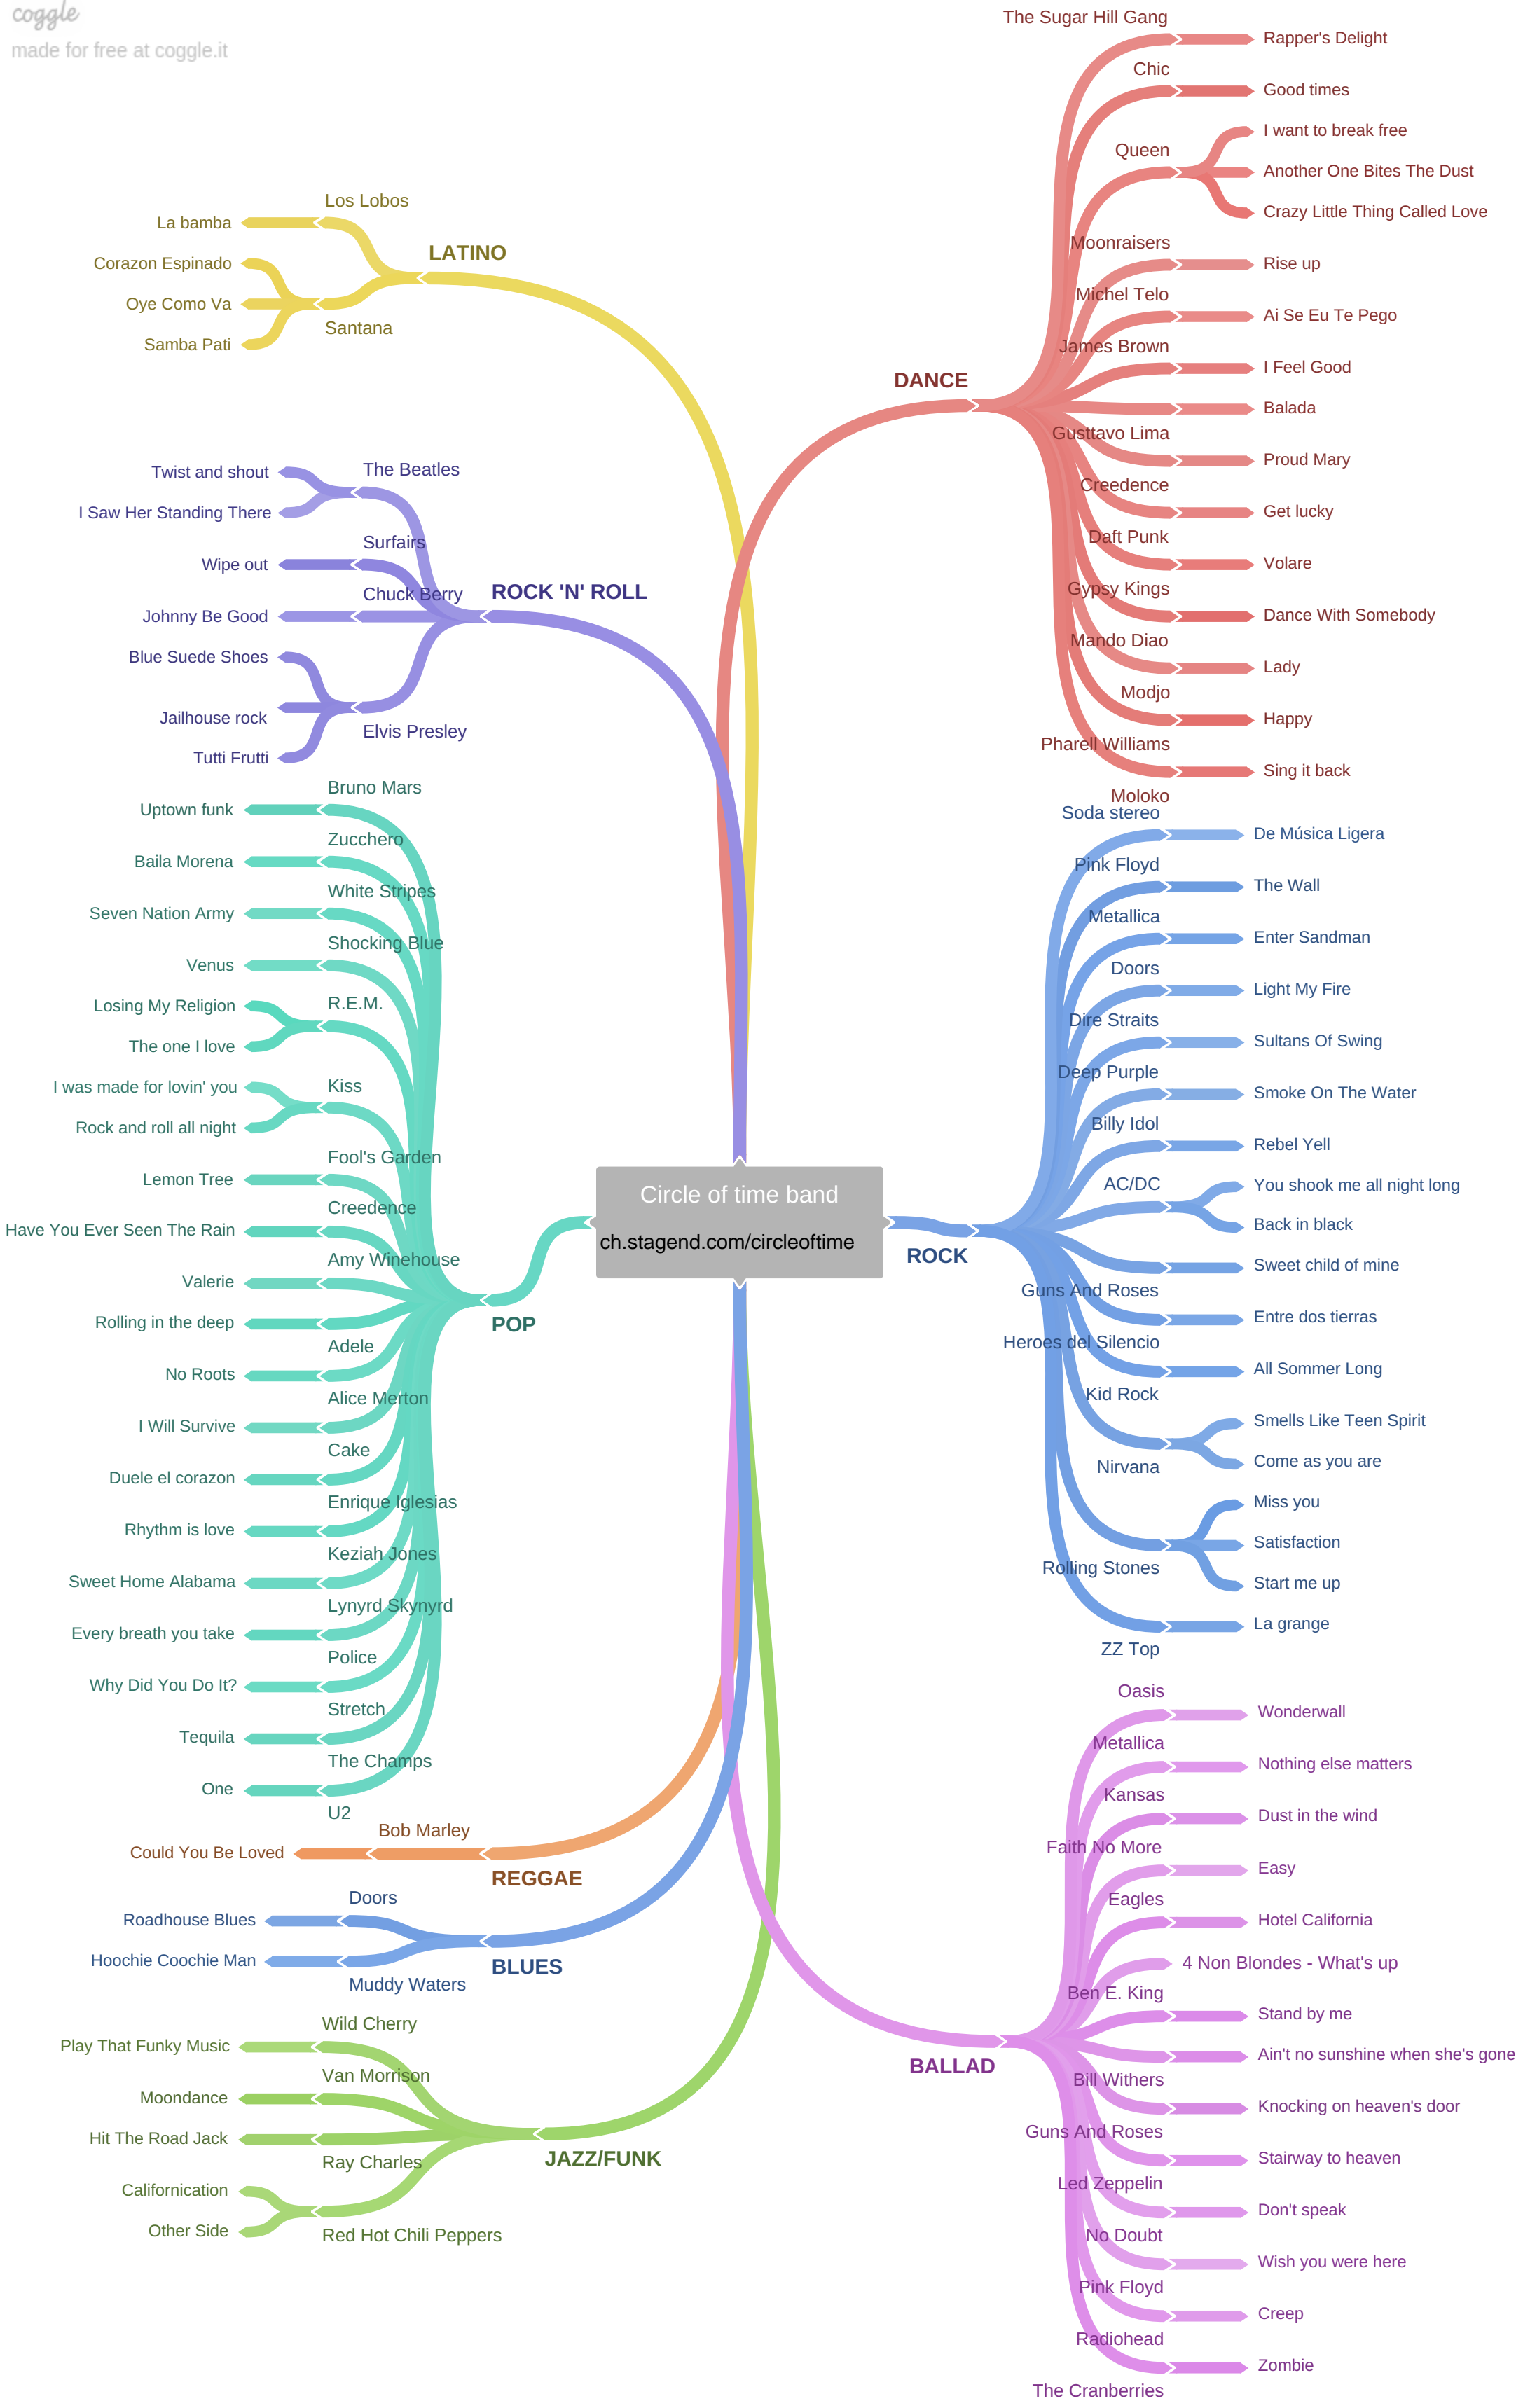 coggle
made for free at coggle.it
Circle of time band
ch.stagend.com/circleoftime
LATINO
Los Lobos
La bamba
Santana
Corazon Espinado
Oye Como Va
Samba Pati
ROCK 'N' ROLL
The Beatles
Twist and shout
I Saw Her Standing There
Surfairs
Wipe out
Chuck Berry
Johnny Be Good
Elvis Presley
Blue Suede Shoes
Jailhouse rock
Tutti Frutti
POP
Bruno Mars
Uptown funk
Zucchero
Baila Morena
White Stripes
Seven Nation Army
Shocking Blue
Venus
R.E.M.
Losing My Religion
The one I love
Kiss
I was made for lovin' you
Rock and roll all night
Fool's Garden
Lemon Tree
Creedence
Have You Ever Seen The Rain
Amy Winehouse
Valerie
Adele
Rolling in the deep
Alice Merton
No Roots
Cake
I Will Survive
Enrique Iglesias
Duele el corazon
Keziah Jones
Rhythm is love
Lynyrd Skynyrd
Sweet Home Alabama
Police
Every breath you take
Stretch
Why Did You Do It?
The Champs
Tequila
U2
One
REGGAE
Bob Marley
Could You Be Loved
BLUES
Doors
Roadhouse Blues
Muddy Waters
Hoochie Coochie Man
JAZZ/FUNK
Wild Cherry
Play That Funky Music
Van Morrison
Moondance
Ray Charles
Hit The Road Jack
Red Hot Chili Peppers
Californication
Other Side
DANCE
The Sugar Hill Gang
Rapper's Delight
Chic
Good times
Queen
I want to break free
Another One Bites The Dust
Crazy Little Thing Called Love
Moonraisers
Rise up
Michel Telo
Ai Se Eu Te Pego
James Brown
I Feel Good
Gusttavo Lima
Balada
Creedence
Proud Mary
Daft Punk
Get lucky
Gypsy Kings
Volare
Mando Diao
Dance With Somebody
Modjo
Lady
Pharell Williams
Happy
Moloko
Sing it back
ROCK
Soda stereo
De Música Ligera
Pink Floyd
The Wall
Metallica
Enter Sandman
Doors
Light My Fire
Dire Straits
Sultans Of Swing
Deep Purple
Smoke On The Water
Billy Idol
Rebel Yell
AC/DC
You shook me all night long
Back in black
Guns And Roses
Sweet child of mine
Heroes del Silencio
Entre dos tierras
Kid Rock
All Sommer Long
Nirvana
Smells Like Teen Spirit
Come as you are
Rolling Stones
Miss you
Satisfaction
Start me up
ZZ Top
La grange
BALLAD
Oasis
Wonderwall
Metallica
Nothing else matters
Kansas
Dust in the wind
Faith No More
Easy
Eagles
Hotel California
4 Non Blondes - What's up
Ben E. King
Stand by me
Bill Withers
Ain't no sunshine when she's gone
Guns And Roses
Knocking on heaven's door
Led Zeppelin
Stairway to heaven
No Doubt
Don't speak
Pink Floyd
Wish you were here
Radiohead
Creep
The Cranberries
Zombie